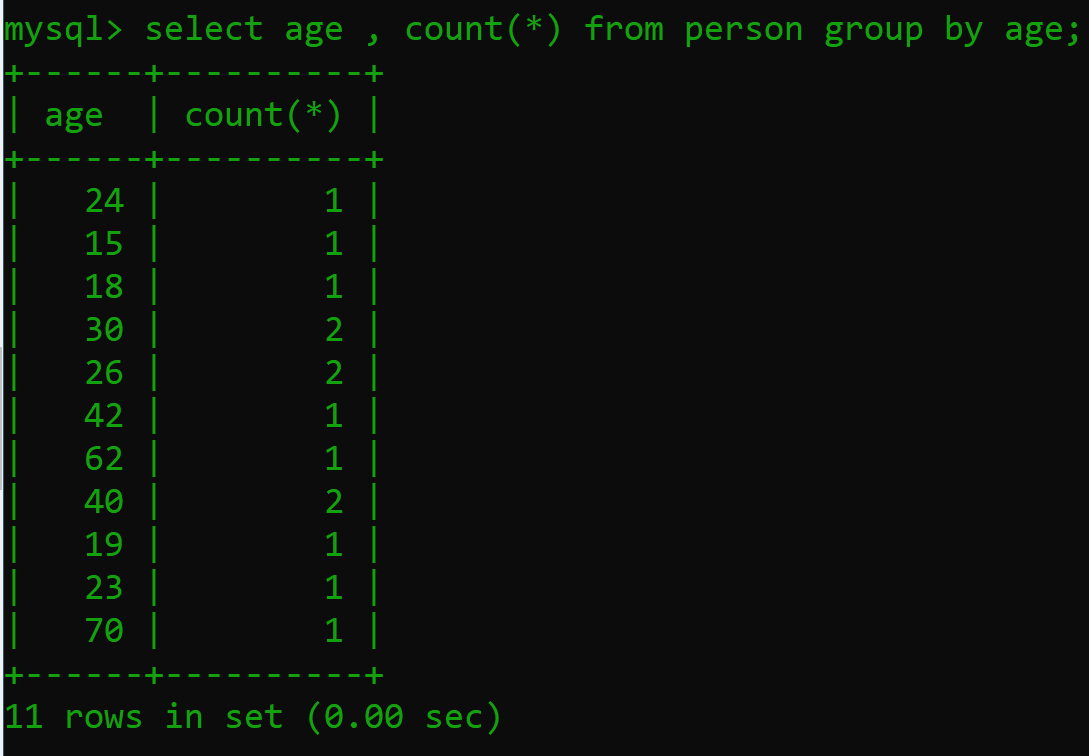 mysql> select age , count(*) from person group by age;
+------+----------+
| age  | count(*) |
+------+----------+
|   24 |        1 |
|   15 |        1 |
|   18 |        1 |
|   30 |        2 |
|   26 |        2 |
|   42 |        1 |
|   62 |        1 |
|   40 |        2 |
|   19 |        1 |
|   23 |        1 |
|   70 |        1 |
+------+----------+
11 rows in set (0.00 sec)